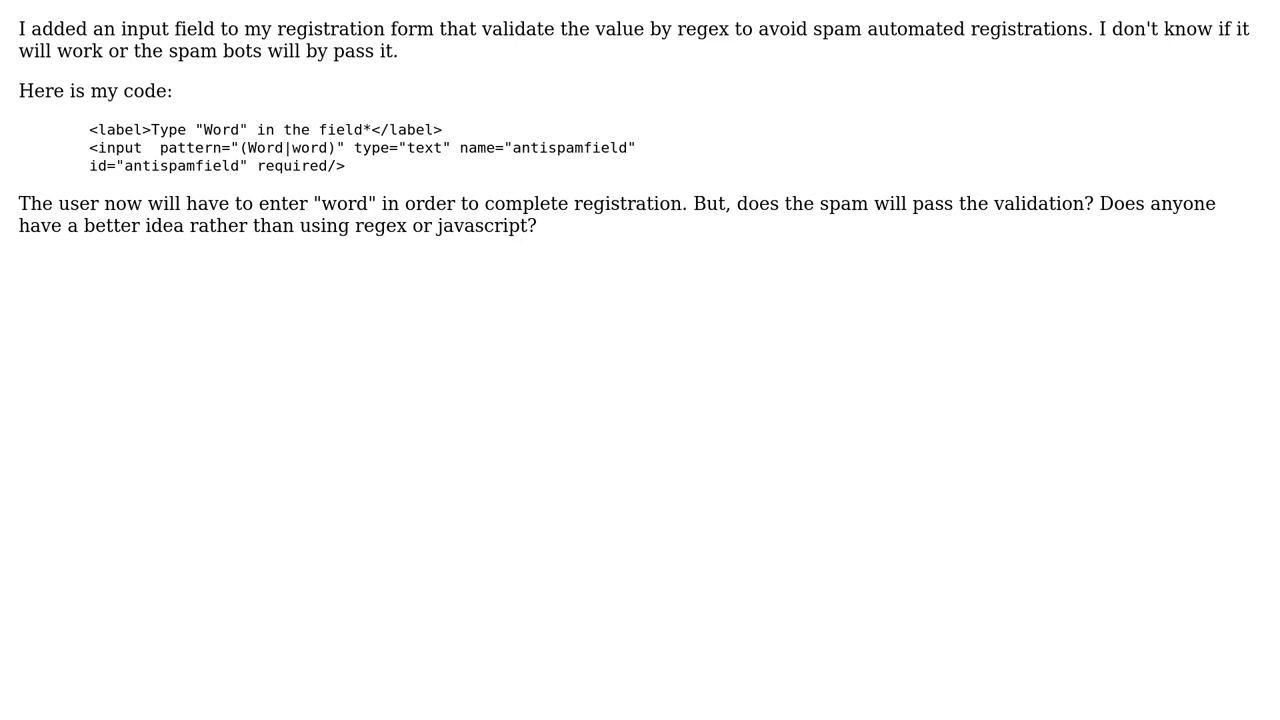 I added an input field to my registration form that validate the value by regex to avoid spam automated registrations. I don't know if it
will work or the spam bots will by pass it.
Here is my code:
<label>Type "Word" in the field*</label>
<input  pattern="(Word|word)" type="text" name="antispamfield"
id="antispamfield" required/>
The user now will have to enter "word" in order to complete registration. But, does the spam will pass the validation? Does anyone
have a better idea rather than using regex or javascript?